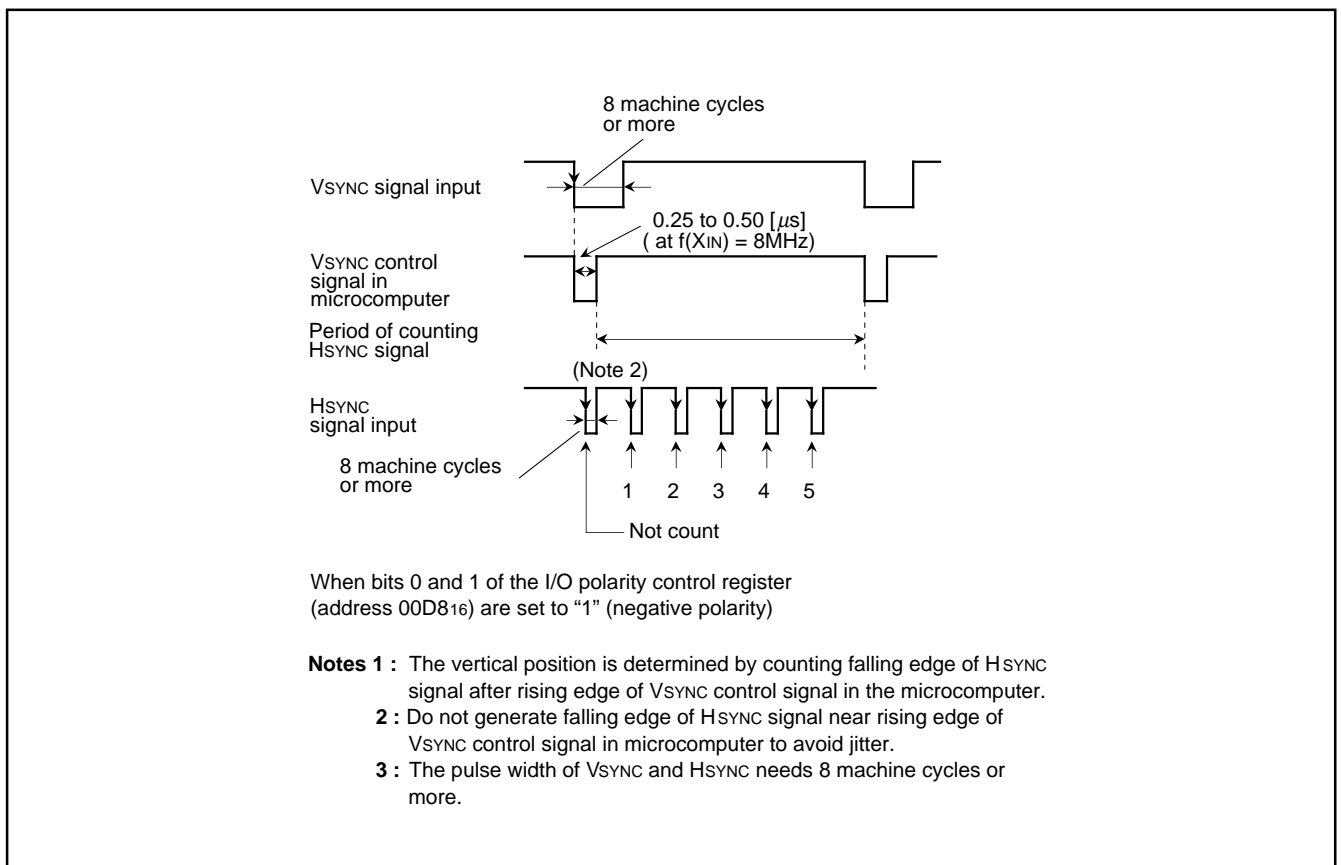 8 machine cycles
or more
VSYNC signal input
0.25 to 0.50 [μs]
( at f(XIN) = 8MHz)
VSYNC control
signal in
microcomputer
Period of counting
HSYNC signal
(Note 2)
HSYNC
signal input
8 machine cycles
or more
1 2 3 4 5
Not count
When bits 0 and 1 of the I/O polarity control register
(address 00D816) are set to “1” (negative polarity)
Notes 1 : The vertical position is determined by counting falling edge of HSYNC
signal after rising edge of VSYNC control signal in the microcomputer.
2 : Do not generate falling edge of HSYNC signal near rising edge of
VSYNC control signal in microcomputer to avoid jitter.
3 : The pulse width of VSYNC and HSYNC needs 8 machine cycles or
more.